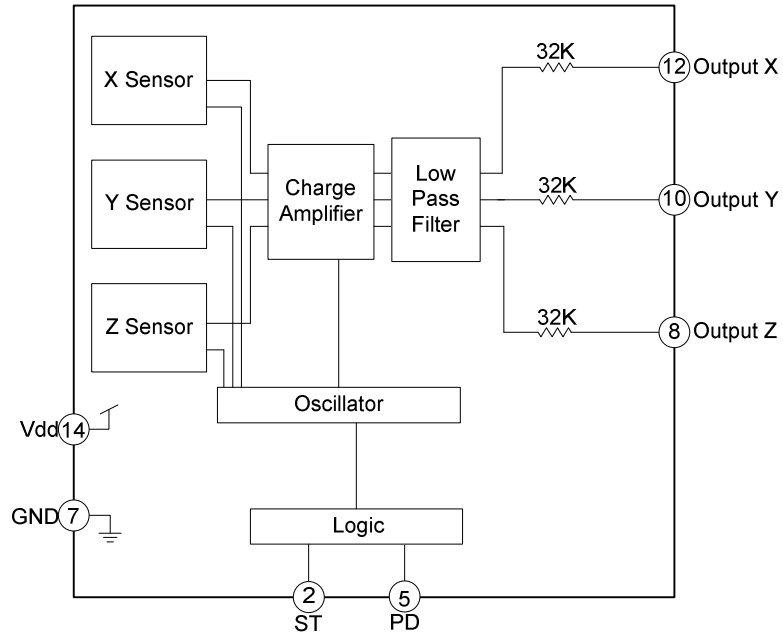 X Sensor
32K
12 Output X
Y Sensor
Charge
Amplifier
Low
Pass
Filter
32K
10 Output Y
Z Sensor
32K
8 Output Z
Oscillator
Vdd 14
GND 7
Logic
2
ST
5
PD